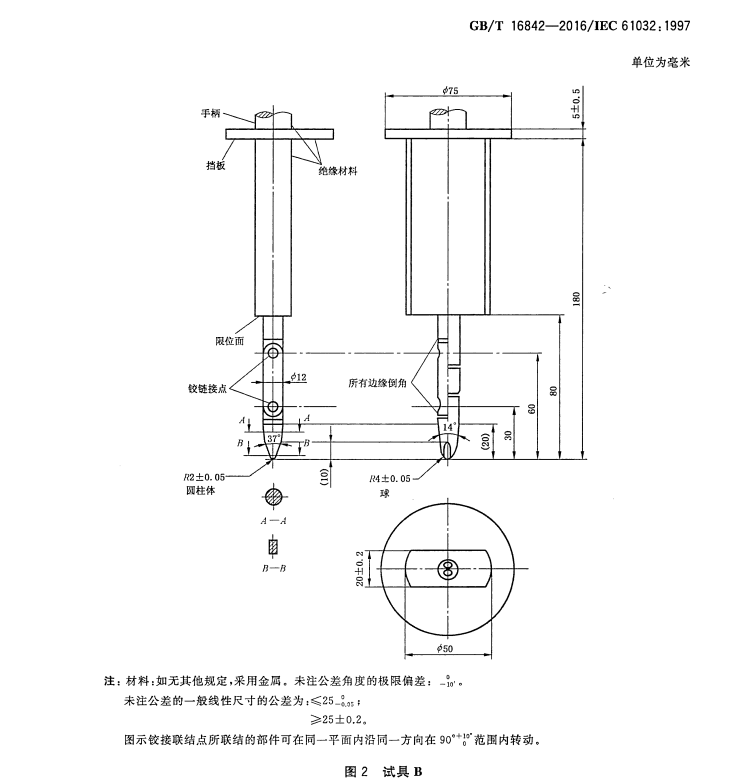 GB/T 16842—2016/IEC 61032:1997
单位为毫米
ϕ75
5±0.5
手柄
挡板
绝缘材料
180
限位面
铰链接点
ϕ12
所有边缘倒角
80
60
30
(20)
A A
37°
B B
14°
(10)
R2±0.05
圆柱体
R4±0.05
球
A—A
B—B
20±0.2
ϕ50
注:材料:如无其他规定,采用金属。未注公差角度的极限偏差: 0 −10′。
未注公差的一般线性尺寸的公差为:≤25 0 −0.05;
≥25±0.2。
图示铰接联结点所联结的部件可在同一平面内沿同一方向在 90°+10° 0 范围内转动。
图 2 试具 B